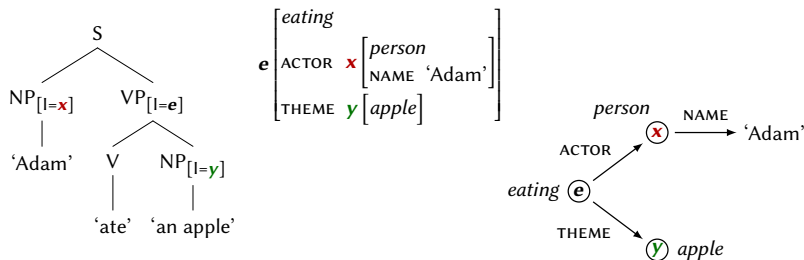 S
NP[I=x] VP[I=e]
'Adam' V NP[I=y]
'ate' 'an apple'
e
eating
ACTOR x person
NAME 'Adam'
THEME y apple
person x NAME 'Adam'
ACTOR
eating e
THEME
y apple